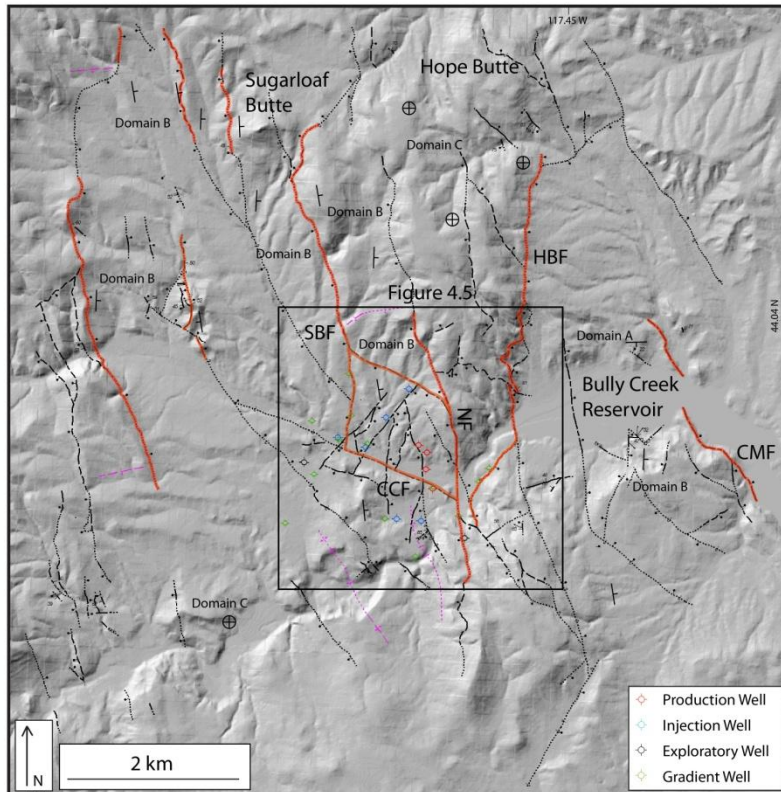 117.45 W
Hope Butte
Sugarloaf
Butte
Domain B
Domain C
Domain B
Domain B
Domain B
HBF
44.04 N
Figure 4.5
SBF
Domain B
Domain A
Bully Creek
Reservoir
NF
CCF
CMF
Domain B
Domain C
Production Well
Injection Well
Exploratory Well
Gradient Well
N
2 km